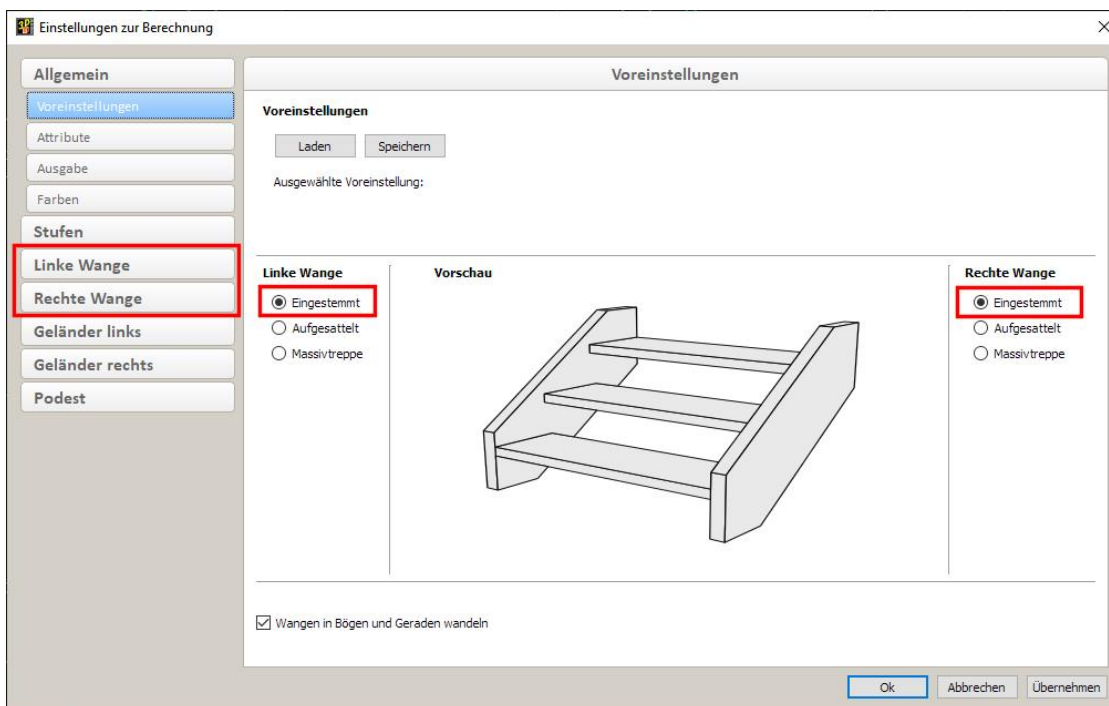 Einstellungen zur Berechnung
Allgemein
Voreinstellungen
Attribute
Ausgabe
Farben
Stufen
Linke Wange
Rechte Wange
Geländer links
Geländer rechts
Podest
Voreinstellungen
Voreinstellungen
Laden Speichern
Ausgewählte Voreinstellung:
Linke Wange
Eingestemmt
Aufgesattelt
Massivtreppe
Vorschau
Rechte Wange
Eingestemmt
Aufgesattelt
Massivtreppe
Wangen in Bögen und Geraden wandeln
Ok Abbrechen Übernehmen